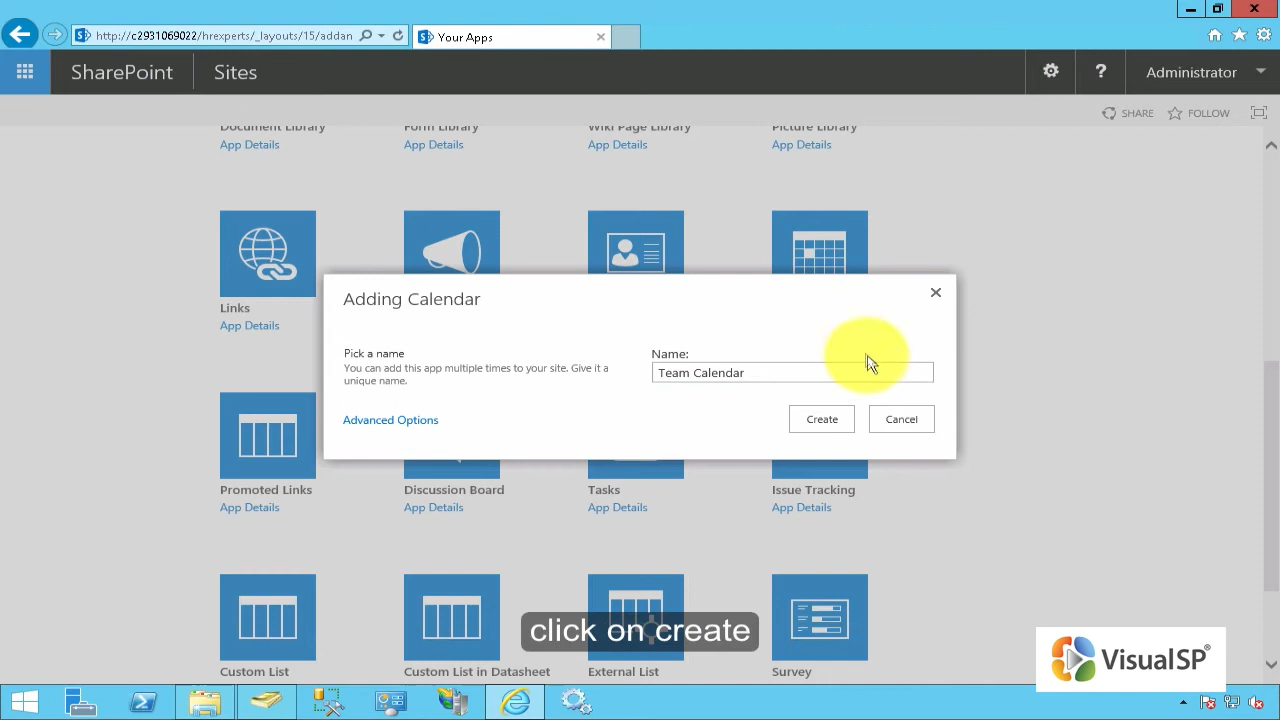 http://c2931069022/hrexperts/_layouts/15/addan
Your Apps
SharePoint
Sites
Administrator
SHARE
FOLLOW
Document Library
Form Library
Wiki Page Library
Picture Library
App Details
App Details
App Details
App Details
Links
App Details
Adding Calendar
Pick a name
You can add this app multiple times to your site. Give it a
unique name.
Name:
Team Calendar
Advanced Options
Create
Cancel
Promoted Links
Discussion Board
Tasks
Issue Tracking
App Details
App Details
App Details
App Details
click on create
Custom List
Custom List in Datasheet
External List
Survey
VisualSP®